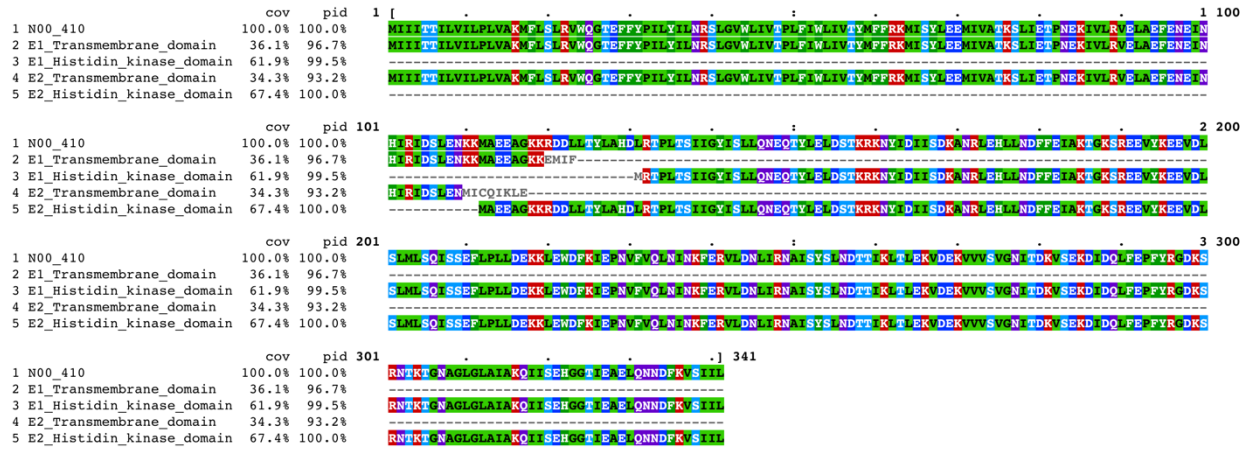 cov pid 1 [ . . . . : . . . . 1 100
1 N00_410 100.0% 100.0% MIIITTILVILPLVAKMFLSLRVWQGTEFFYPILYILNRSLGVWLIVTPLFIWLIVTYMFFRKMISYLEEMIVATKSLIETPNEKIVLRVELAEFENEIN
2 E1_Transmembrane_domain 36.1% 96.7% MIIITTILVILPLVAKMFLSLRVWQGTEFFYPILYILNRSLGVWLIVTPLFIWLIVTYMFFRKMISYLEEMIVATKSLIETPNEKIVLRVELAEFENEIN
3 E1_Histidin_kinase_domain 61.9% 99.5% ----------------------------------------------------------------------------------------------------
4 E2_Transmembrane_domain 34.3% 93.2% MIIITTILVILPLVAKMFLSLRVWQGTEFFYPILYILNRSLGVWLIVTPLFIWLIVTYMFFRKMISYLEEMIVATKSLIETPNEKIVLRVELAEFENEIN
5 E2_Histidin_kinase_domain 67.4% 100.0% ----------------------------------------------------------------------------------------------------
cov pid 101 . . . . : . . . . 2 200
1 N00_410 100.0% 100.0% HIRIDSLENKKMAEEAGKKRDDLLTYLAHDLRTPLTSIIGYISLLQNEQTYLELDSTKRKNYIDIISDKANRLEHLLNDFFEIAKTGKSREEVYKEEVDL
2 E1_Transmembrane_domain 36.1% 96.7% HIRIDSLENKKMAEEAGKKEMIF-----------------------------------------------------------------------------
3 E1_Histidin_kinase_domain 61.9% 99.5% ------------------------------MRTPLTSIIGYISLLQNEQTYLELDSTKRKNYIDIISDKANRLEHLLNDFFEIAKTGKSREEVYKEEVDL
4 E2_Transmembrane_domain 34.3% 93.2% HIRIDSLENMICQIKLE-----------------------------------------------------------------------------------
5 E2_Histidin_kinase_domain 67.4% 100.0% -----------MAEEAGKKRDDLLTYLAHDLRTPLTSIIGYISLLQNEQTYLELDSTKRKNYIDIISDKANRLEHLLNDFFEIAKTGKSREEVYKEEVDL
cov pid 201 . . . . : . . . . 3 300
1 N00_410 100.0% 100.0% SLMLSQISSEFLPLLDEKKLEWDFKIEPNVFVQLNINKFERVLDNLIRNAISYSLNDTTIKLTLEKVDEKVVVSVGNITDKVSEKDIDQLFEPFYRGDKS
2 E1_Transmembrane_domain 36.1% 96.7% ----------------------------------------------------------------------------------------------------
3 E1_Histidin_kinase_domain 61.9% 99.5% SLMLSQISSEFLPLLDEKKLEWDFKIEPNVFVQLNINKFERVLDNLIRNAISYSLNDTTIKLTLEKVDEKVVVSVGNITDKVSEKDIDQLFEPFYRGDKS
4 E2_Transmembrane_domain 34.3% 93.2% ----------------------------------------------------------------------------------------------------
5 E2_Histidin_kinase_domain 67.4% 100.0% SLMLSQISSEFLPLLDEKKLEWDFKIEPNVFVQLNINKFERVLDNLIRNAISYSLNDTTIKLTLEKVDEKVVVSVGNITDKVSEKDIDQLFEPFYRGDKS
cov pid 301 . . . .] 341
1 N00_410 100.0% 100.0% RNTKTGNAGLGLAIAKQIISEHGGTIEAELQNNDFKVSIIL
2 E1_Transmembrane_domain 36.1% 96.7% -----------------------------------------
3 E1_Histidin_kinase_domain 61.9% 99.5% RNTKTGNAGLGLAIAKQIISEHGGTIEAELQNNDFKVSIIL
4 E2_Transmembrane_domain 34.3% 93.2% -----------------------------------------
5 E2_Histidin_kinase_domain 67.4% 100.0% RNTKTGNAGLGLAIAKQIISEHGGTIEAELQNNDFKVSIIL